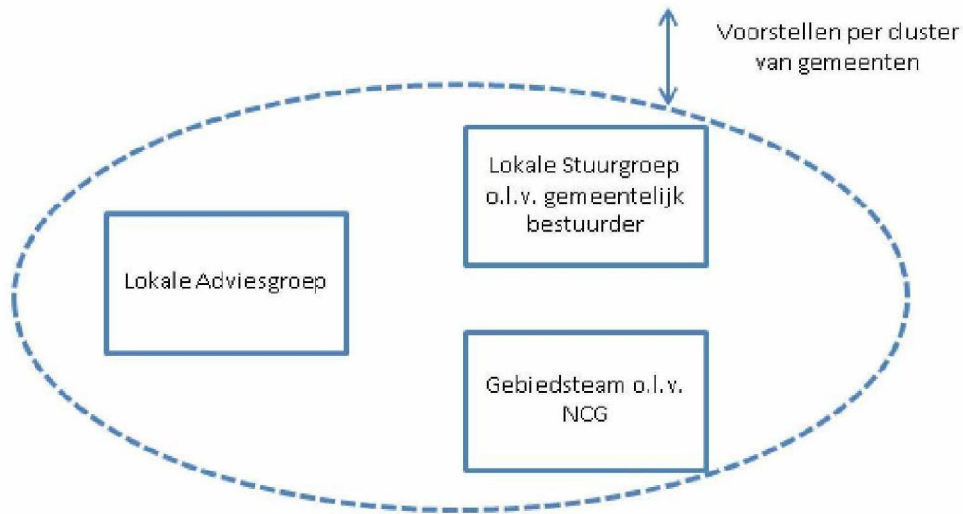 Voorstellen per cluster
van gemeenten
Lokale Stuurgroep
o.l.v. gemeentelijk
bestuurder
Lokale Adviesgroep
Gebiedsteam o.l.v.
NCG